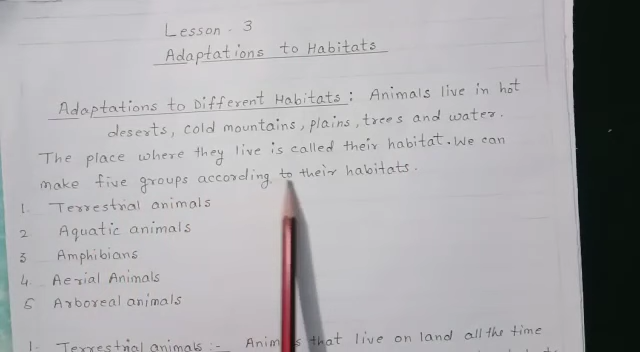 Lesson - 3
Adaptations to Habitats
Adaptations to Different Habitats : Animals live in hot
deserts, cold mountains, plains, trees and water.
The place where they live is called their habitat. We can
make five groups according to their habitats.
1. Terrestrial animals
2 Aquatic animals
3 Amphibians
4. Aerial Animals
5 Arboreal animals
1. Terrestrial animals :- Animals that live on land all the time